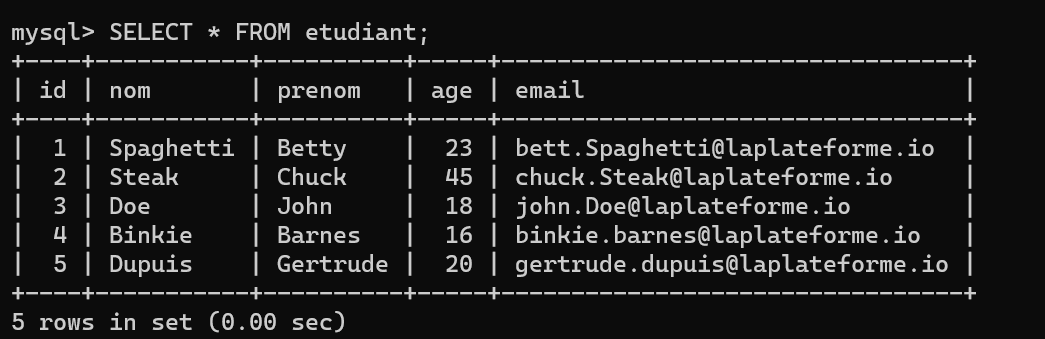 mysql> SELECT * FROM etudiant;
+----+-----------+----------+-----+---------------------------------+
| id | nom       | prenom   | age | email                           |
+----+-----------+----------+-----+---------------------------------+
|  1 | Spaghetti | Betty    |  23 | bett.Spaghetti@laplateforme.io  |
|  2 | Steak     | Chuck    |  45 | chuck.Steak@laplateforme.io     |
|  3 | Doe       | John     |  18 | john.Doe@laplateforme.io        |
|  4 | Binkie    | Barnes   |  16 | binkie.barnes@laplateforme.io   |
|  5 | Dupuis    | Gertrude |  20 | gertrude.dupuis@laplateforme.io |
+----+-----------+----------+-----+---------------------------------+
5 rows in set (0.00 sec)